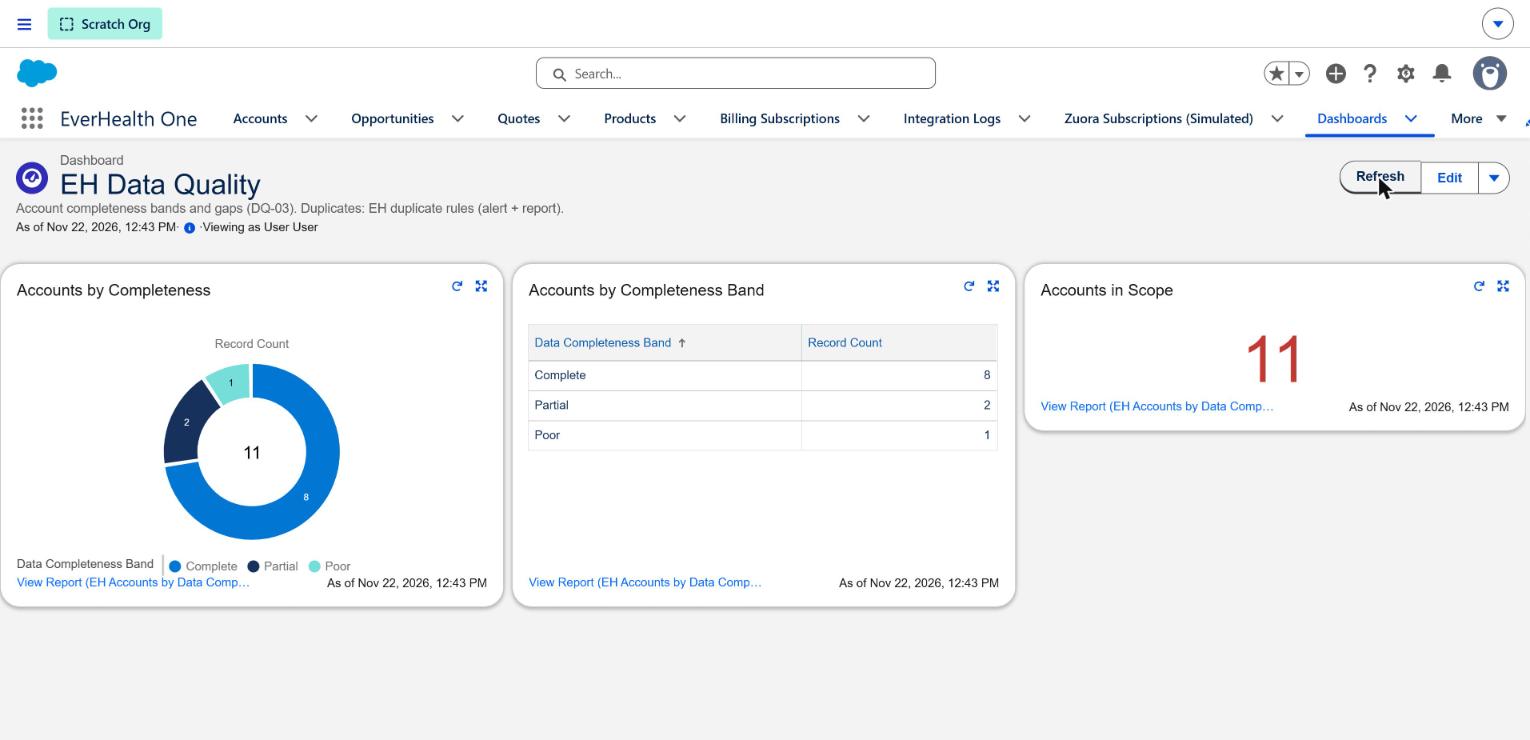 Scratch Org
Search...
EverHealth One
Accounts
Opportunities
Quotes
Products
Billing Subscriptions
Integration Logs
Zuora Subscriptions (Simulated)
Dashboards
More
Dashboard
EH Data Quality
Account completeness bands and gaps (DQ-03). Duplicates: EH duplicate rules (alert + report).
As of Nov 22, 2026, 12:43 PM· ·Viewing as User User
Refresh
Edit
Accounts by Completeness
Record Count
1
2
11
8
Data Completeness Band
Complete
Partial
Poor
View Report (EH Accounts by Data Comp...
As of Nov 22, 2026, 12:43 PM
Accounts by Completeness Band
Data Completeness Band ↑ Record Count
Complete 8
Partial 2
Poor 1
View Report (EH Accounts by Data Comp...
As of Nov 22, 2026, 12:43 PM
Accounts in Scope
11
View Report (EH Accounts by Data Comp...
As of Nov 22, 2026, 12:43 PM